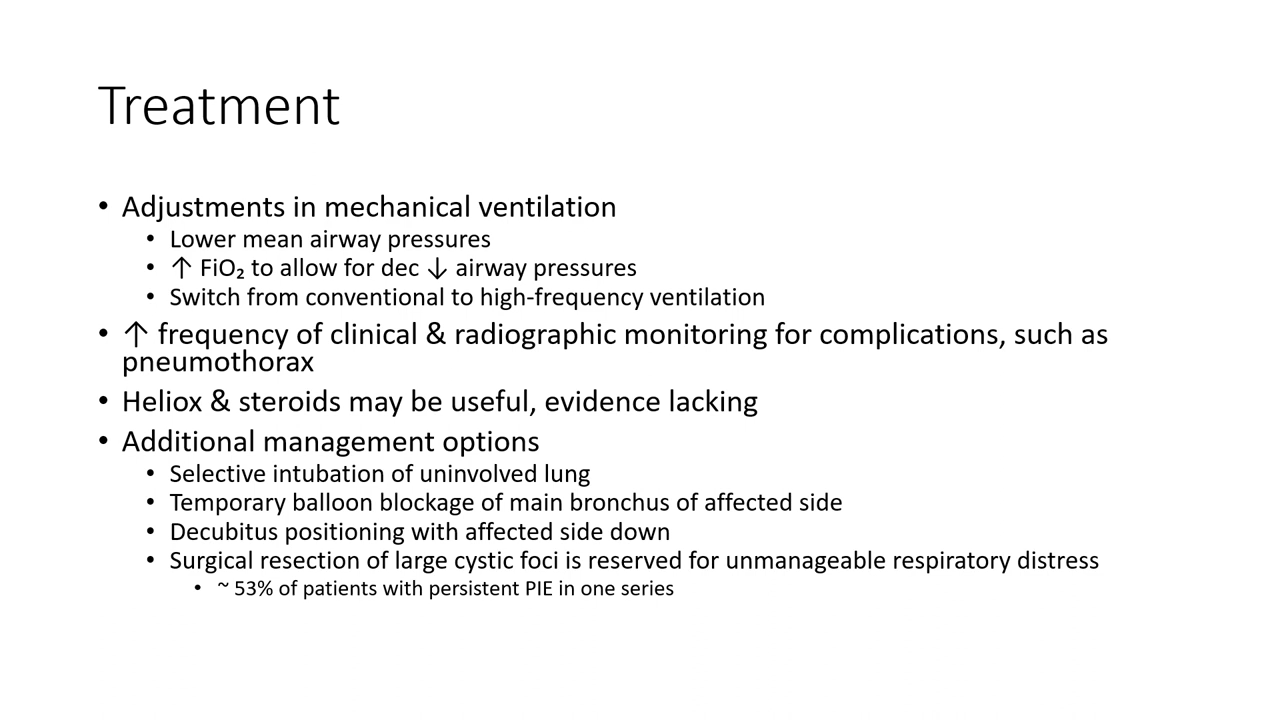 Treatment
• Adjustments in mechanical ventilation
• Lower mean airway pressures
• ↑ FiO₂ to allow for dec ↓ airway pressures
• Switch from conventional to high-frequency ventilation
• ↑ frequency of clinical & radiographic monitoring for complications, such as
pneumothorax
• Heliox & steroids may be useful, evidence lacking
• Additional management options
• Selective intubation of uninvolved lung
• Temporary balloon blockage of main bronchus of affected side
• Decubitus positioning with affected side down
• Surgical resection of large cystic foci is reserved for unmanageable respiratory distress
• ~ 53% of patients with persistent PIE in one series